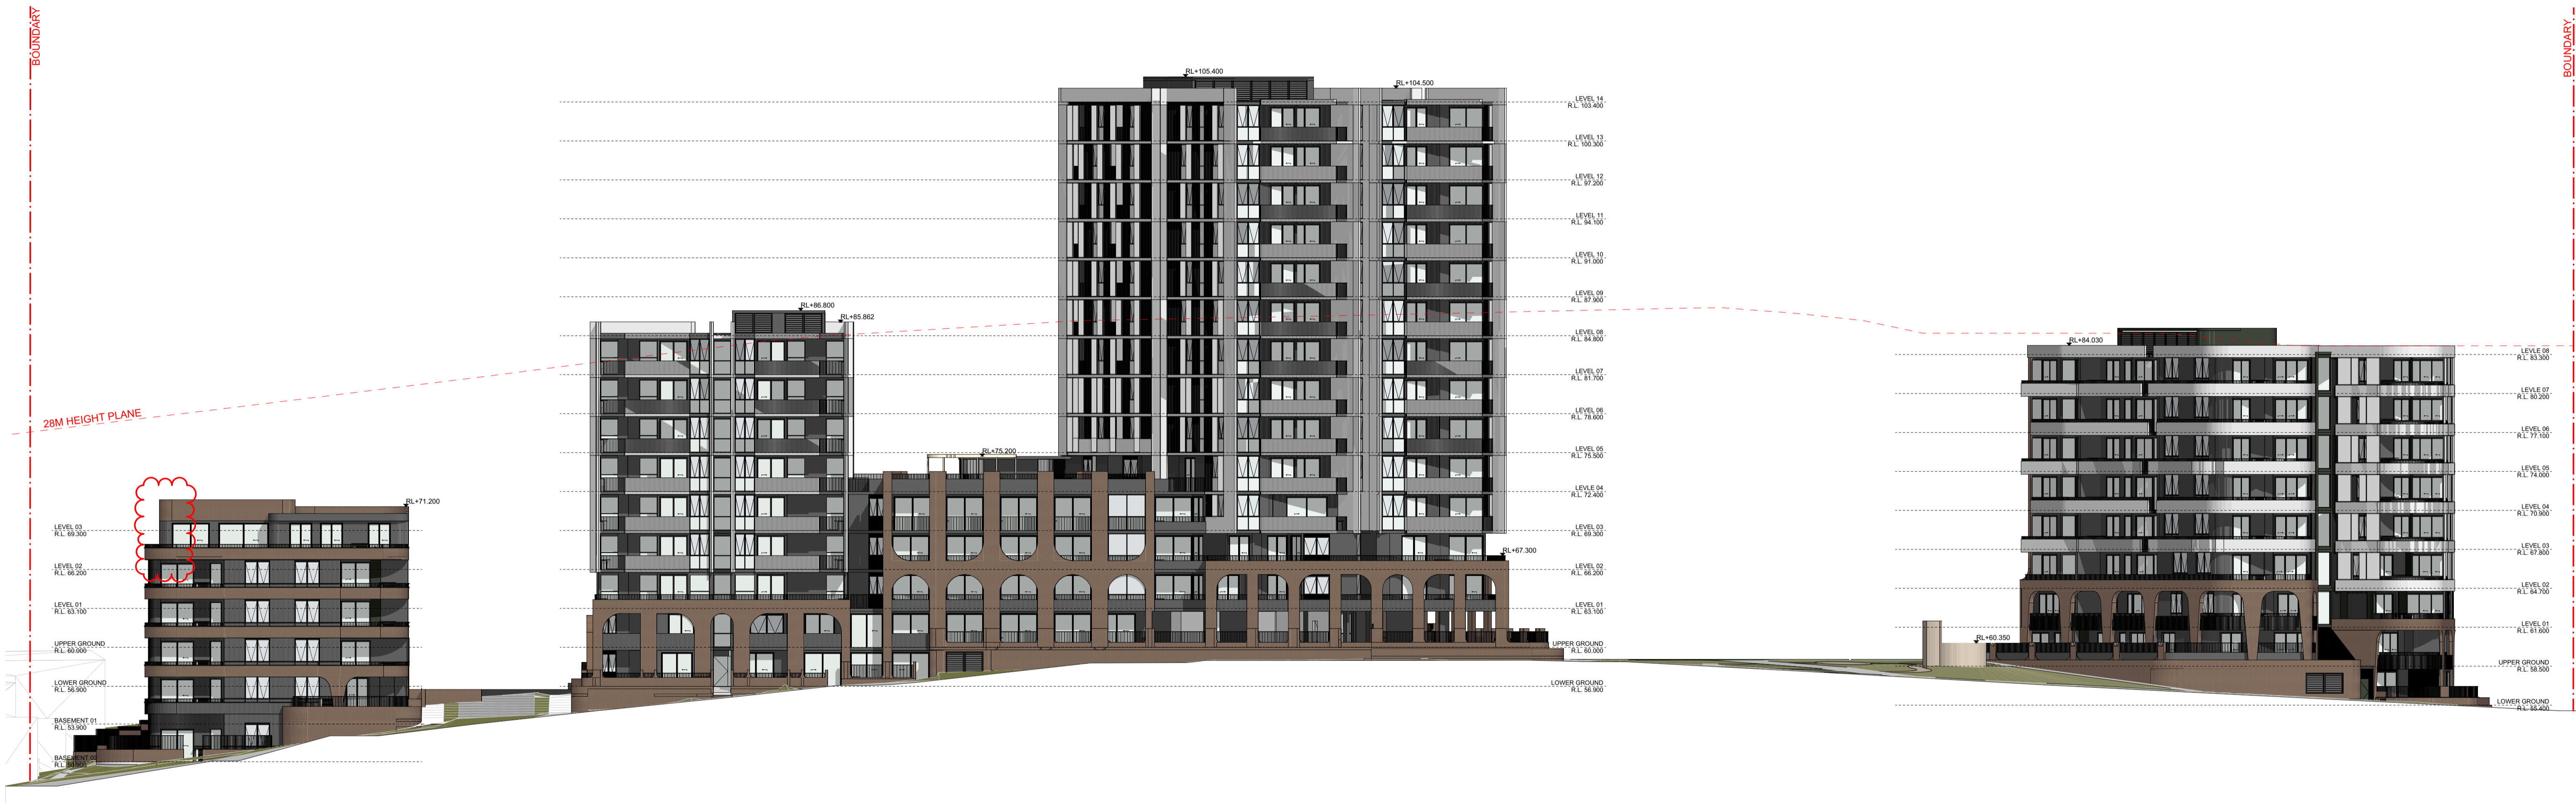 BOUNDARY
BOUNDARY
28M HEIGHT PLANE
RL+71.200
LEVEL 03
R.L. 69.300
LEVEL 02
R.L. 66.200
LEVEL 01
R.L. 63.100
UPPER GROUND
R.L. 60.000
LOWER GROUND
R.L. 56.900
BASEMENT 01
R.L. 53.900
BASEMENT 02
RL+86.800
RL+85.862
RL+75.200
RL+105.400
RL+104.500
RL+67.300
LEVEL 14
R.L. 103.400
LEVEL 13
R.L. 100.300
LEVEL 12
R.L. 97.200
LEVEL 11
R.L. 94.100
LEVEL 10
R.L. 91.000
LEVEL 09
R.L. 87.900
LEVEL 08
R.L. 84.800
LEVEL 07
R.L. 81.700
LEVEL 06
R.L. 78.600
LEVEL 05
R.L. 75.500
LEVLE 04
R.L. 72.400
LEVEL 03
R.L. 69.300
LEVEL 02
R.L. 66.200
LEVEL 01
R.L. 63.100
UPPER GROUND
R.L. 60.000
LOWER GROUND
R.L. 56.900
RL+60.350
RL+84.030
LEVLE 08
R.L. 83.300
LEVLE 07
R.L. 80.200
LEVEL 06
R.L. 77.100
LEVEL 05
R.L. 74.000
LEVEL 04
R.L. 70.900
LEVEL 03
R.L. 67.800
LEVEL 02
R.L. 64.700
LEVEL 01
R.L. 61.600
UPPER GROUND
R.L. 58.500
LOWER GROUND
R.L. 55.400